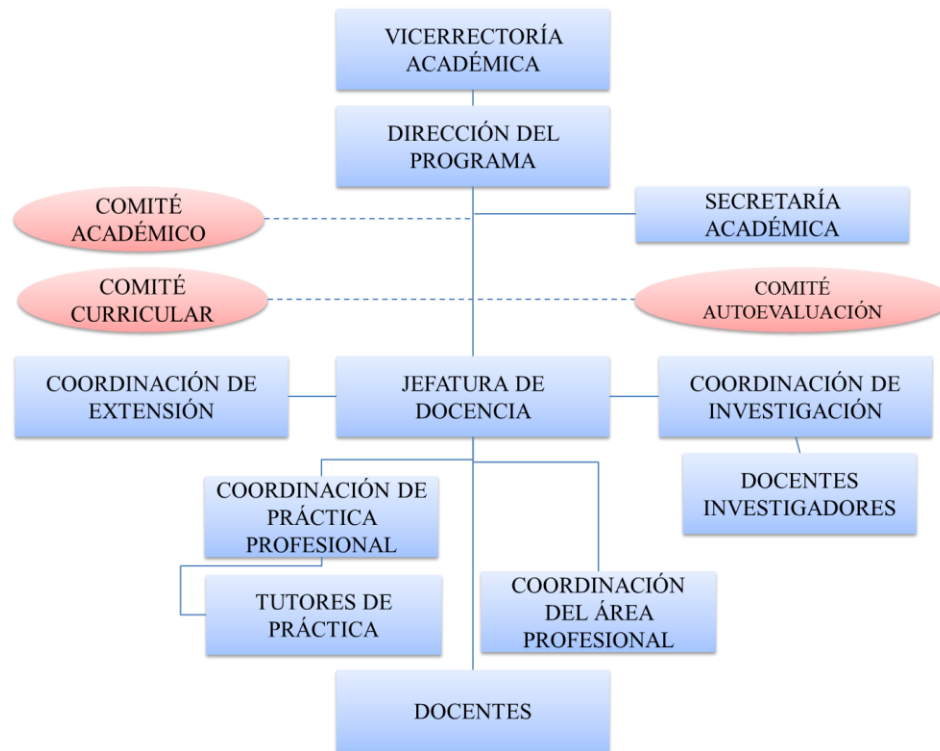 VICERRECTORÍA
ACADÉMICA
DIRECCIÓN DEL
PROGRAMA
COMITÉ
ACADÉMICO
SECRETARÍA
ACADÉMICA
COMITÉ
CURRICULAR
COMITÉ
AUTOEVALUACIÓN
COORDINACIÓN DE
EXTENSIÓN
JEFATURA DE
DOCENCIA
COORDINACIÓN DE
INVESTIGACIÓN
COORDINACIÓN DE
PRÁCTICA
PROFESIONAL
DOCENTES
INVESTIGADORES
TUTORES DE
PRÁCTICA
COORDINACIÓN
DEL ÁREA
PROFESIONAL
DOCENTES